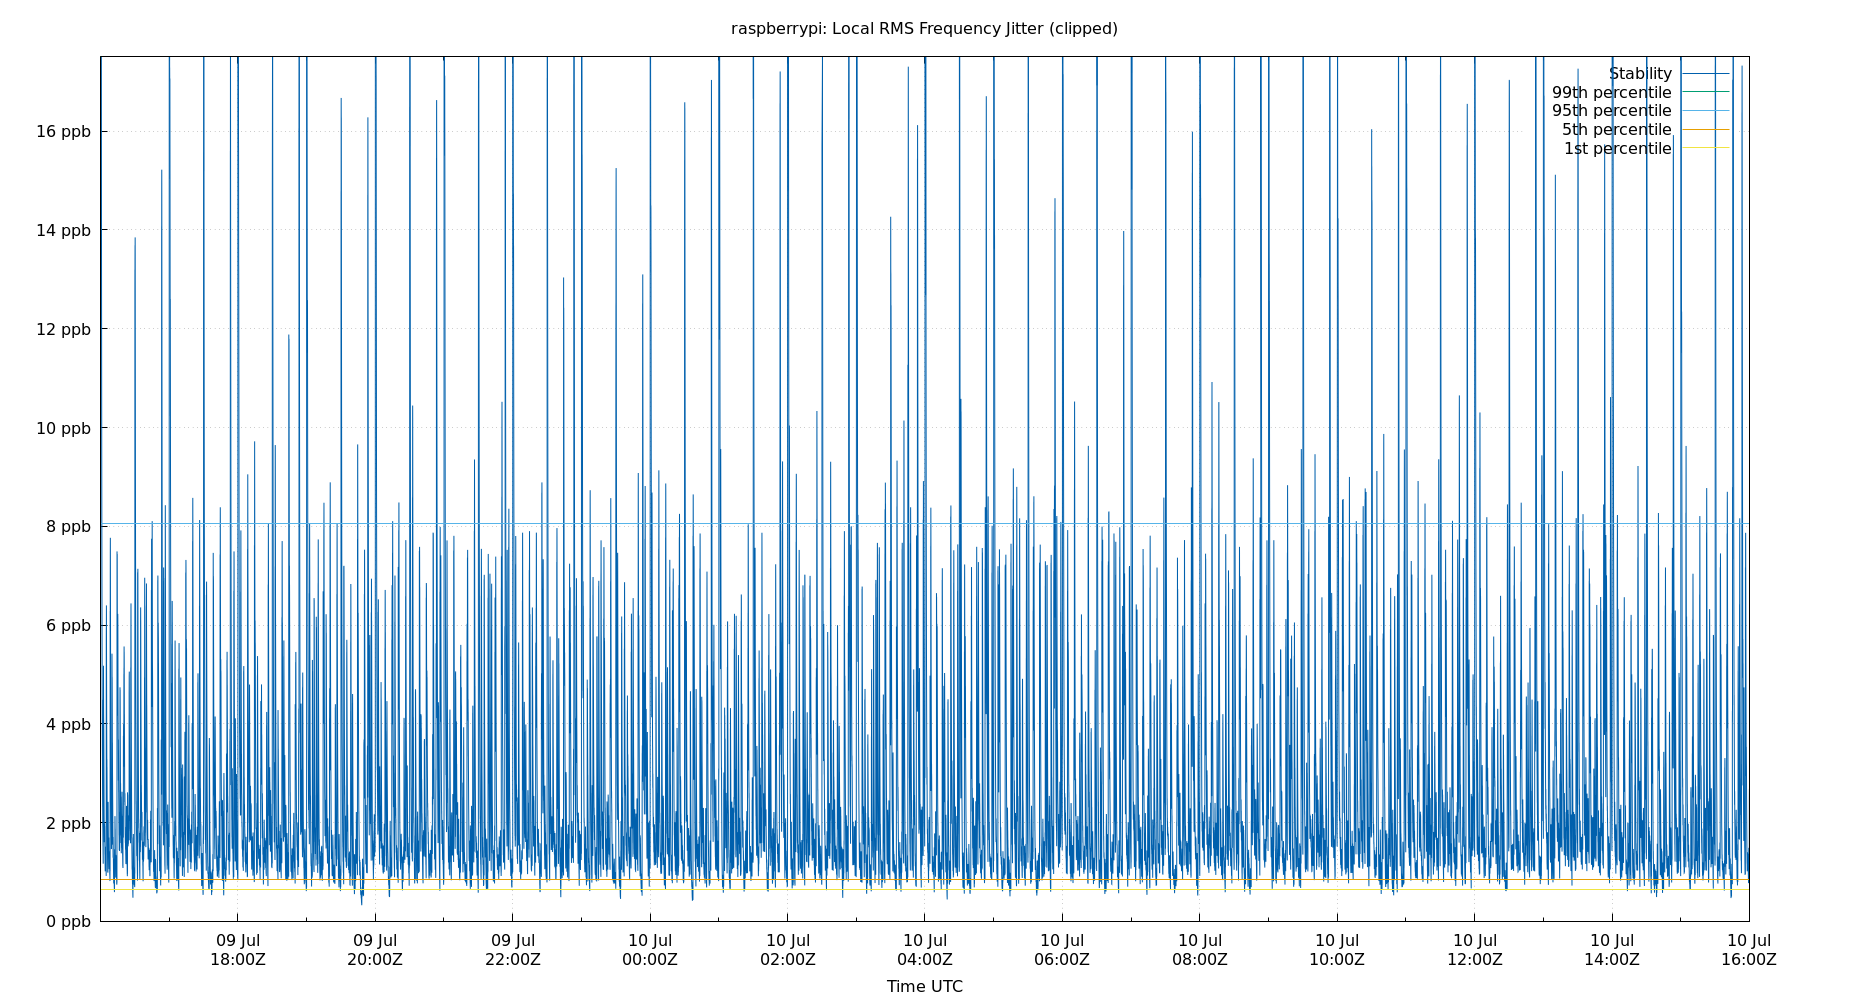 raspberrypi: Local RMS Frequency Jitter (clipped)
Stability
99th percentile
95th percentile
5th percentile
1st percentile
16 ppb
14 ppb
12 ppb
10 ppb
8 ppb
6 ppb
4 ppb
2 ppb
0 ppb
09 Jul 09 Jul 09 Jul 10 Jul 10 Jul 10 Jul 10 Jul 10 Jul 10 Jul 10 Jul 10 Jul 10 Jul
18:00Z 20:00Z 22:00Z 00:00Z 02:00Z 04:00Z 06:00Z 08:00Z 10:00Z 12:00Z 14:00Z 16:00Z
Time UTC